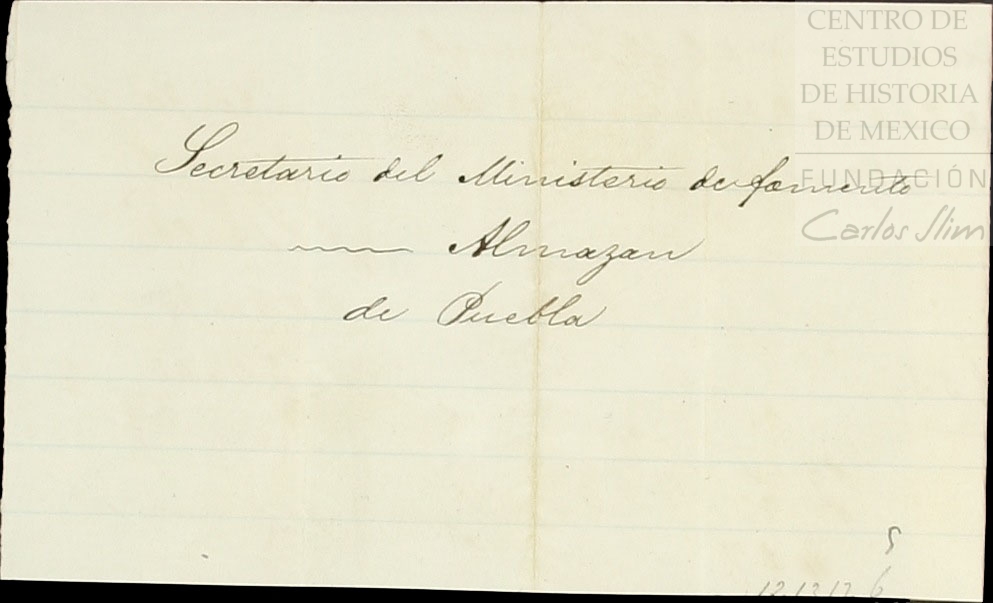 CENTRO DE
ESTUDIOS
DE HISTORIA
DE MEXICO
FUNDACIÓN
Carlos Slim
Secretario del Ministerio de fomento
Almazan
de Puebla